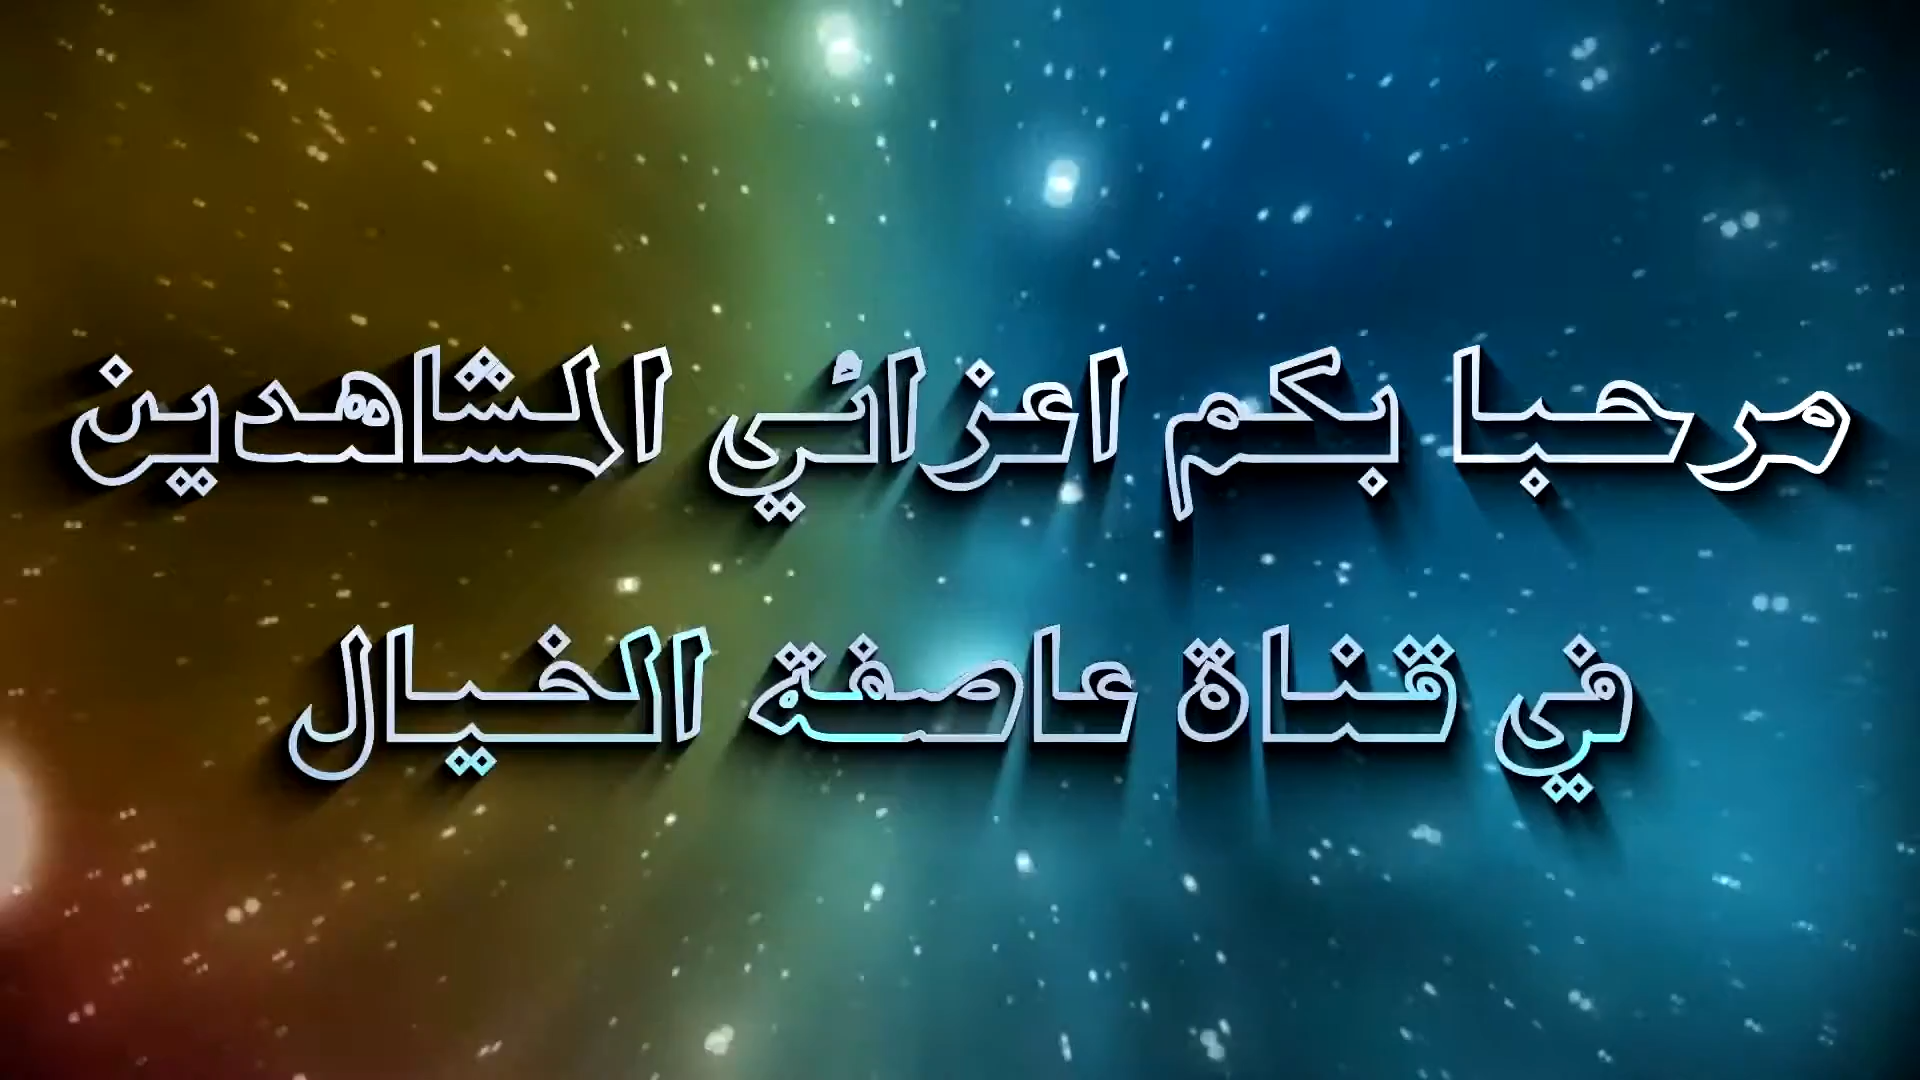 مرحبا بكم اعزائي المشاهدين
في قناة عاصفة الخيال